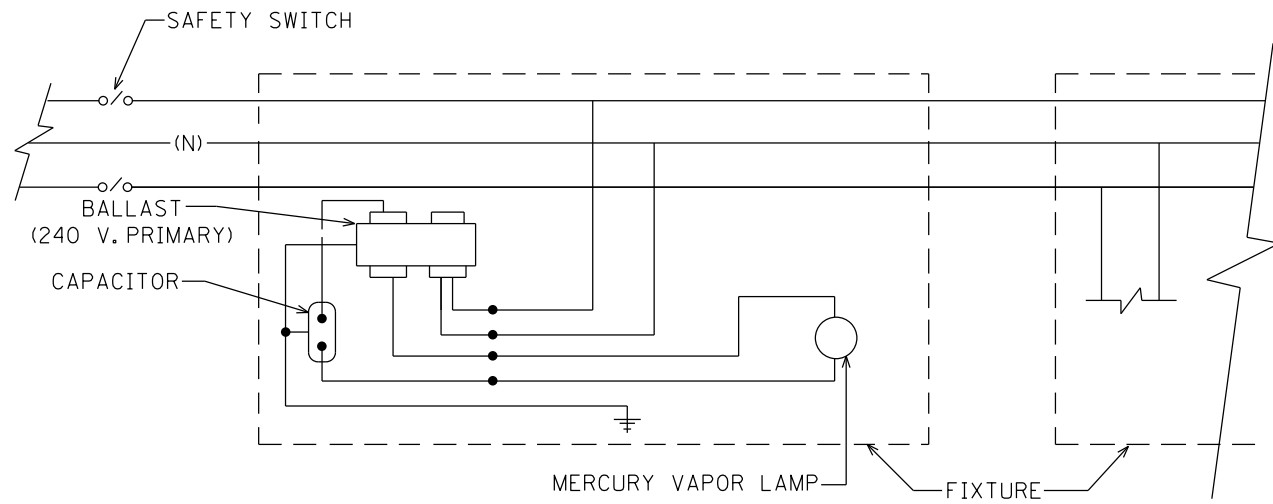 SAFETY SWITCH
(N)
BALLAST
(240 V. PRIMARY)
CAPACITOR
MERCURY VAPOR LAMP
FIXTURE